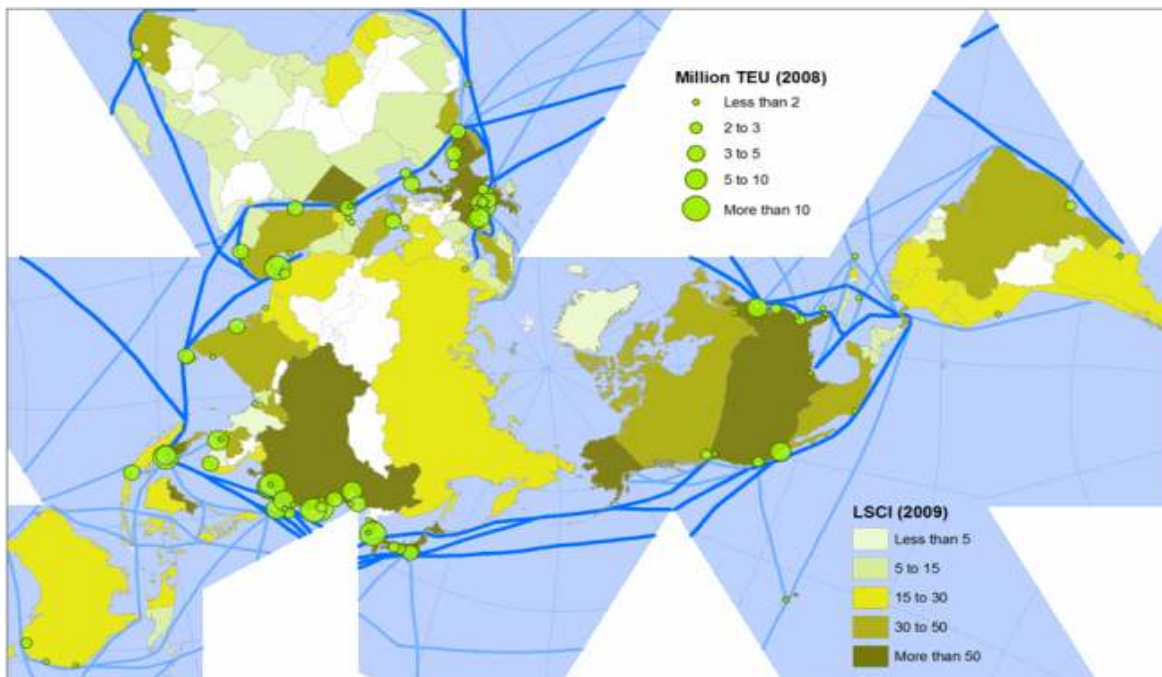 Million TEU (2008)
Less than 2
2 to 3
3 to 5
5 to 10
More than 10
LSCI (2009)
Less than 5
5 to 15
15 to 30
30 to 50
More than 50